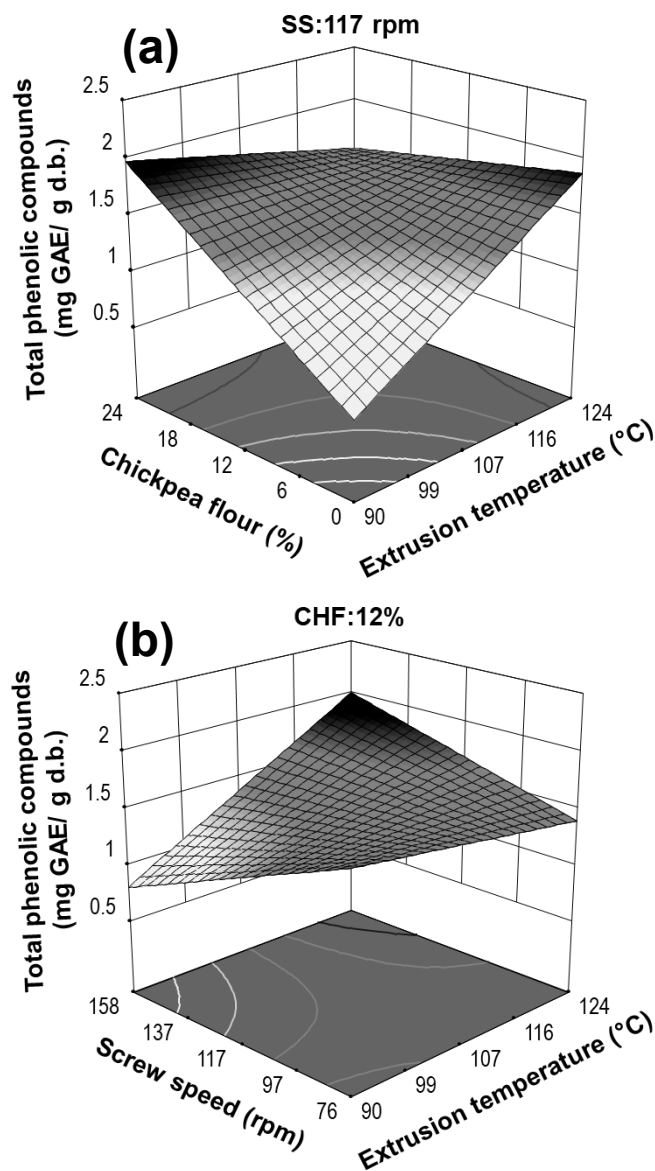 (a)
SS:117 rpm
Total phenolic compounds
(mg GAE/ g d.b.)
2.5
2
1.5
1
0.5
24
18
12
6
0
Chickpea flour (%)
90
99
107
116
124
Extrusion temperature (°C)
(b)
CHF:12%
Total phenolic compounds
(mg GAE/ g d.b.)
2.5
2
1.5
1
0.5
158
137
117
97
76
Screw speed (rpm)
90
99
107
116
124
Extrusion temperature (°C)